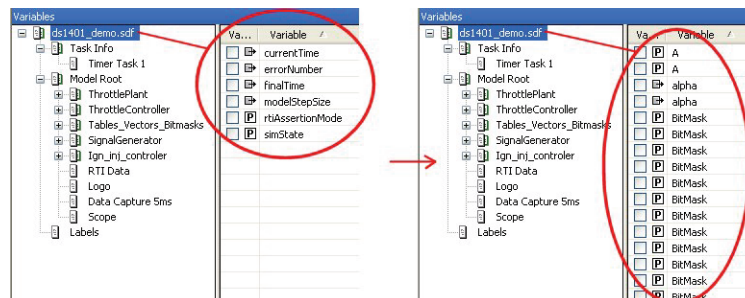 Variables
ds1401_demo.sdf
Task Info
Timer Task 1
Model Root
ThrottlePlant
ThrottleController
Tables_Vectors_Bitmasks
SignalGenerator
Ign_inj_controler
RTI Data
Logo
Data Capture 5ms
Scope
Labels
Va... Variable
currentTime
errorNumber
finalTime
modelStepSize
P rtiAssertionMode
P simState
Variables
ds1401_demo.sdf
Task Info
Timer Task 1
Model Root
ThrottlePlant
ThrottleController
Tables_Vectors_Bitmasks
SignalGenerator
Ign_inj_controler
RTI Data
Logo
Data Capture 5ms
Scope
Labels
Va... Variable
P A
P A
alpha
alpha
P BitMask
P BitMask
P BitMask
P BitMask
P BitMask
P BitMask
P BitMask
P BitMask
P BitMask
P BitMask
P BitMask
P BitMask